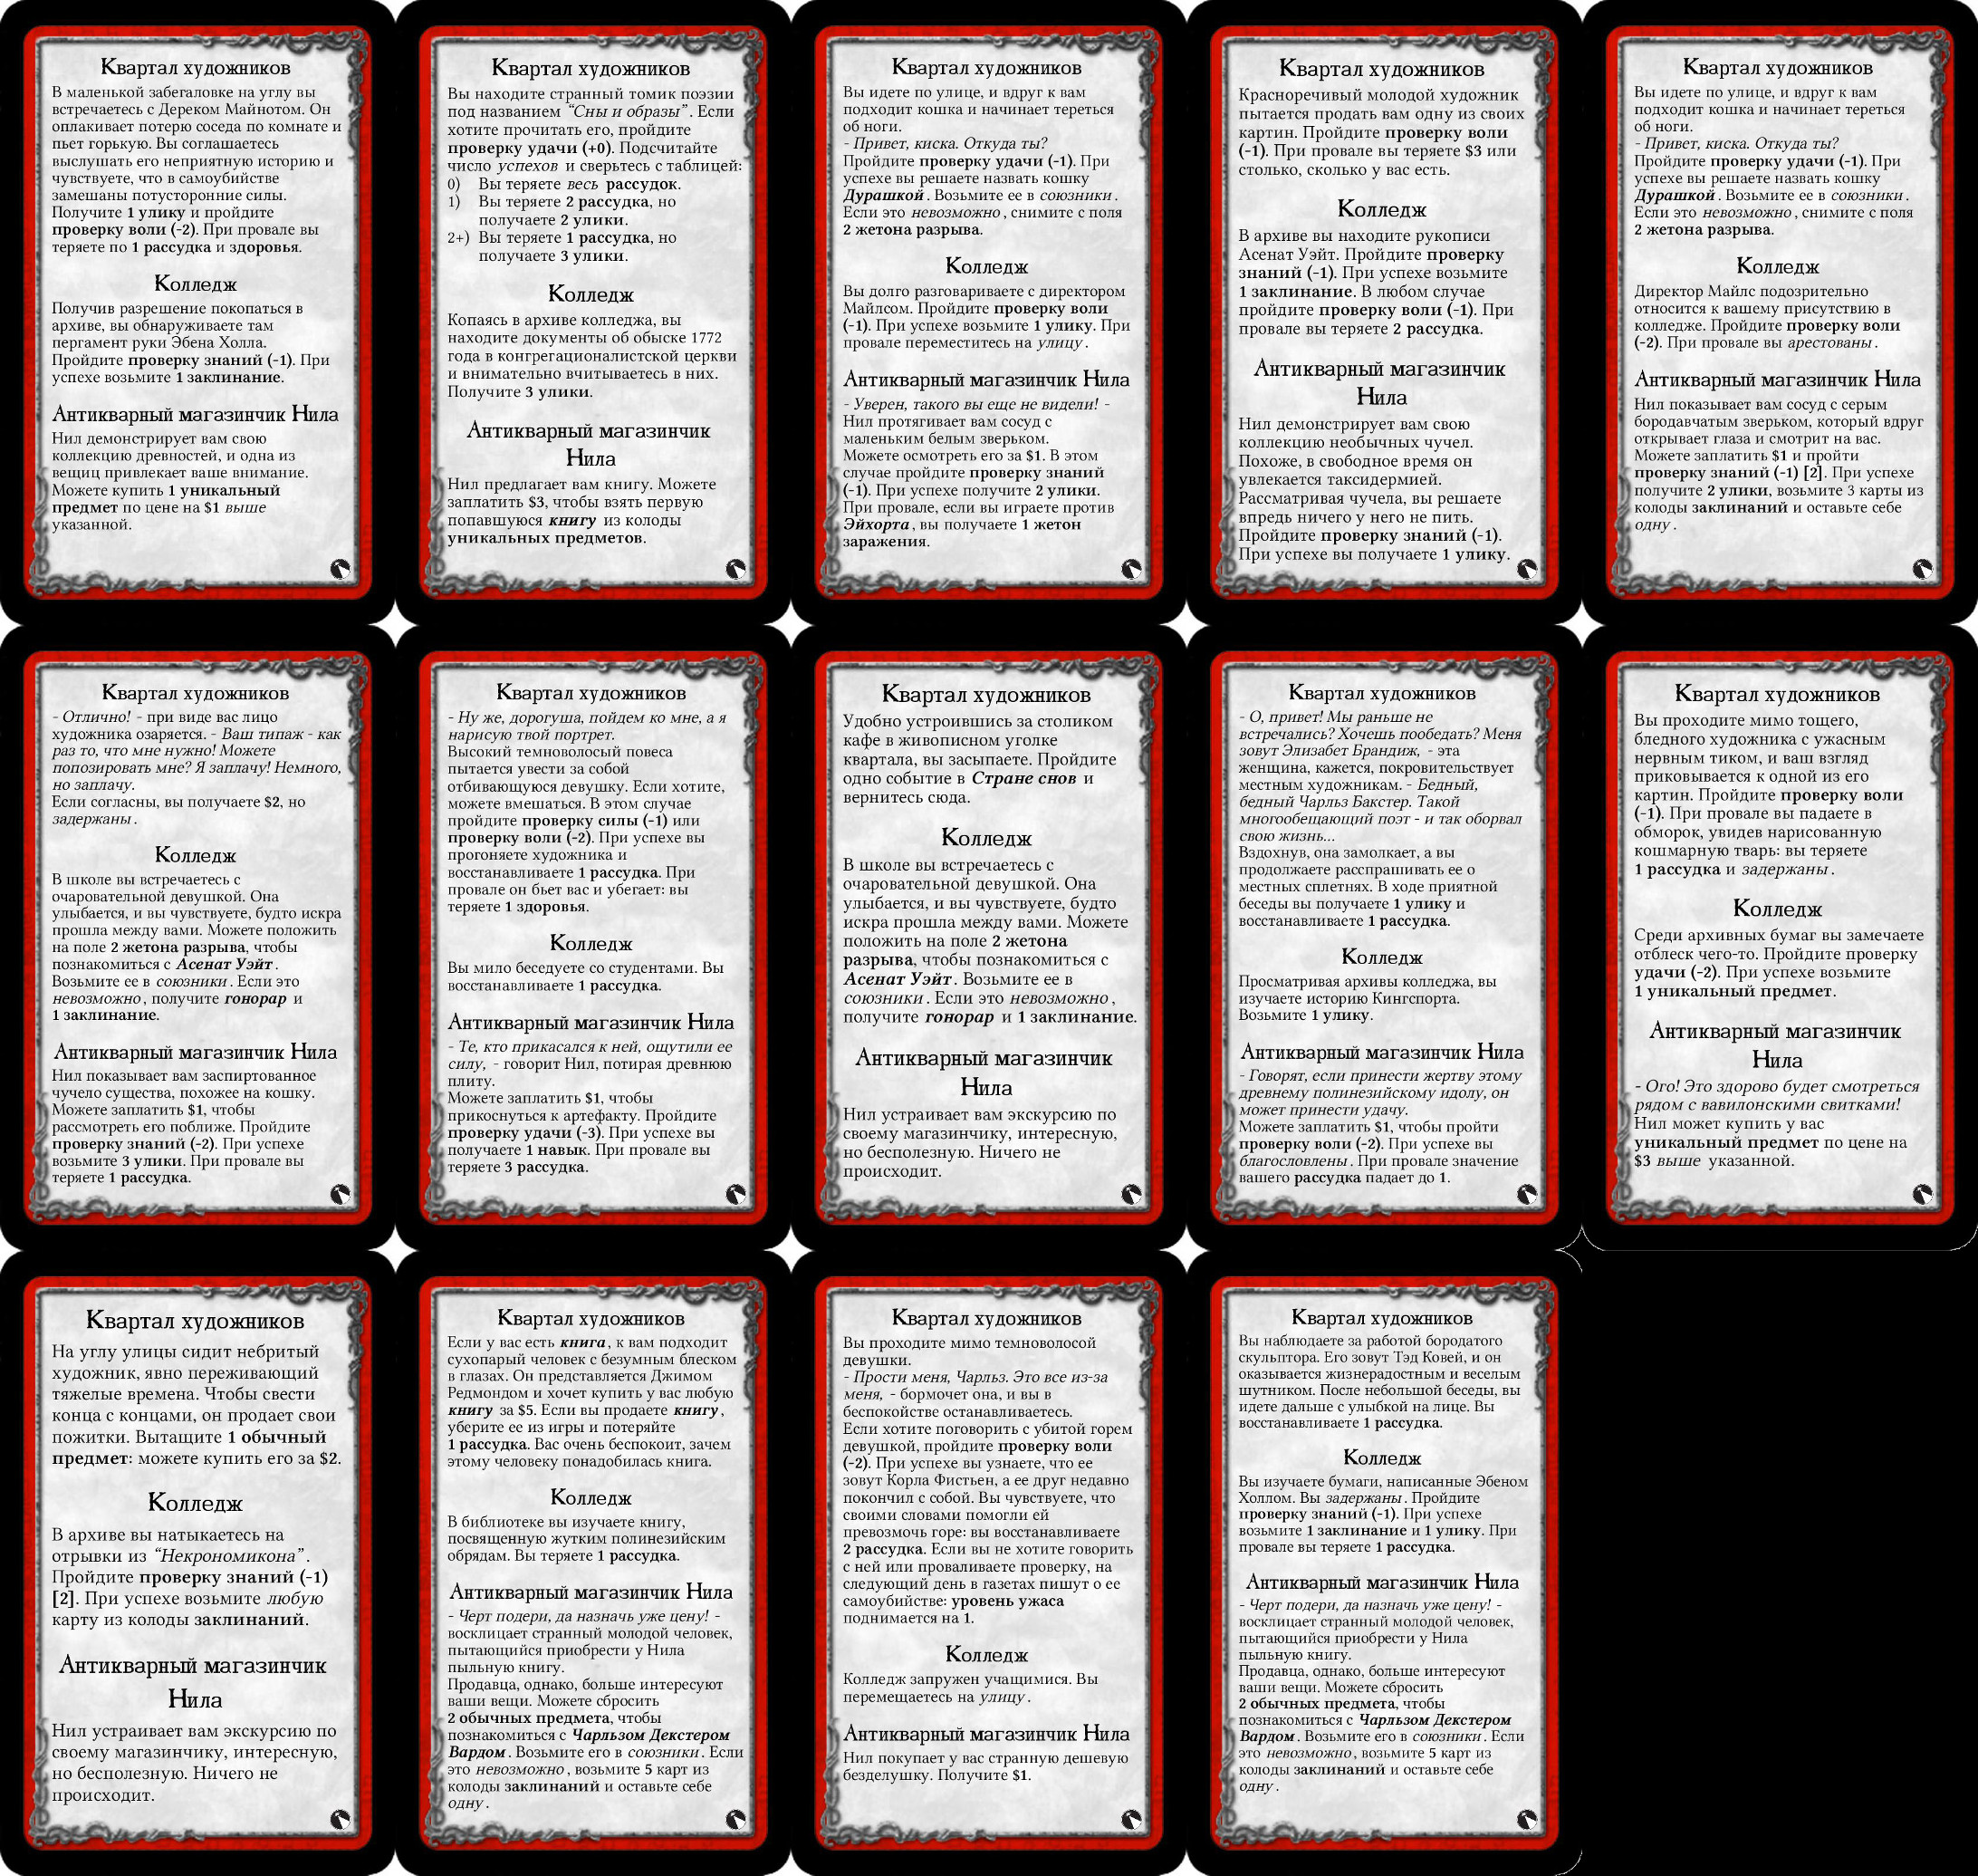 Квартал художников
В маленькой забегаловке на углу вы
встречаетесь с Дереком Майнотом. Он
оплакивает потерю соседа по комнате и
пьет горькую. Вы соглашаетесь
выслушать его неприятную историю и
чувствуете, что в самоубийстве
замешаны потусторонние силы.
Получите 1 улику и пройдите
проверку воли (-2). При провале вы
теряете по 1 рассудка и здоровья.
Колледж
Получив разрешение покопаться в
архиве, вы обнаруживаете там
пергамент руки Эбена Холла.
Пройдите проверку знаний (-1). При
успехе возьмите 1 заклинание.
Антикварный магазинчик Нила
Нил демонстрирует вам свою
коллекцию древностей, и одна из
вещиц привлекает ваше внимание.
Можете купить 1 уникальный
предмет по цене на $1 выше
указанной.
Квартал художников
Вы находите странный томик поэзии
под названием “Сны и образы”. Если
хотите прочитать его, пройдите
проверку удачи (+0). Подсчитайте
число успехов и сверьтесь с таблицей:
0) Вы теряете весь рассудок.
1) Вы теряете 2 рассудка, но
получаете 2 улики.
2+) Вы теряете 1 рассудка, но
получаете 3 улики.
Колледж
Копаясь в архиве колледжа, вы
находите документы об обыске 1772
года в конгрегационалистской церкви
и внимательно вчитываетесь в них.
Получите 3 улики.
Антикварный магазинчик
Нила
Нил предлагает вам книгу. Можете
заплатить $3, чтобы взять первую
попавшуюся книгу из колоды
уникальных предметов.
Квартал художников
Вы идете по улице, и вдруг к вам
подходит кошка и начинает тереться
об ноги.
- Привет, киска. Откуда ты?
Пройдите проверку удачи (-1). При
успехе вы решаете назвать кошку
Дурашкой. Возьмите ее в союзники.
Если это невозможно, снимите с поля
2 жетона разрыва.
Колледж
Вы долго разговариваете с директором
Майлсом. Пройдите проверку воли
(-1). При успехе возьмите 1 улику. При
провале переместитесь на улицу.
Антикварный магазинчик Нила
- Уверен, такого вы еще не видели! -
Нил протягивает вам сосуд с
маленьким белым зверьком.
Можете осмотреть его за $1. В этом
случае пройдите проверку знаний
(-1). При успехе получите 2 улики.
При провале, если вы играете против
Эйхорта, вы получаете 1 жетон
заражения.
Квартал художников
Красноречивый молодой художник
пытается продать вам одну из своих
картин. Пройдите проверку воли
(-1). При провале вы теряете $3 или
столько, сколько у вас есть.
Колледж
В архиве вы находите рукописи
Асенат Уэйт. Пройдите проверку
знаний (-1). При успехе возьмите
1 заклинание. В любом случае
пройдите проверку воли (-1). При
провале вы теряете 2 рассудка.
Антикварный магазинчик
Нила
Нил демонстрирует вам свою
коллекцию необычных чучел.
Похоже, в свободное время он
увлекается таксидермией.
Рассматривая чучела, вы решаете
впредь ничего у него не пить.
Пройдите проверку знаний (-1).
При успехе вы получаете 1 улику.
Квартал художников
Вы идете по улице, и вдруг к вам
подходит кошка и начинает тереться
об ноги.
- Привет, киска. Откуда ты?
Пройдите проверку удачи (-1). При
успехе вы решаете назвать кошку
Дурашкой. Возьмите ее в союзники.
Если это невозможно, снимите с поля
2 жетона разрыва.
Колледж
Директор Майлс подозрительно
относится к вашему присутствию в
колледже. Пройдите проверку воли
(-2). При провале вы арестованы.
Антикварный магазинчик Нила
Нил показывает вам сосуд с серым
бородавчатым зверьком, который вдруг
открывает глаза и смотрит на вас.
Можете заплатить $1 и пройти
проверку знаний (-1) [2]. При успехе
получите 2 улики, возьмите 3 карты из
колоды заклинаний и оставьте себе
одну.
Квартал художников
- Отлично! - при виде вас лицо
художника озаряется. - Ваш типаж - как
раз то, что мне нужно! Можете
попозировать мне? Я заплачу! Немного,
но заплачу.
Если согласны, вы получаете $2, но
задержаны.
Колледж
В школе вы встречаетесь с
очаровательной девушкой. Она
улыбается, и вы чувствуете, будто искра
прошла между вами. Можете положить
на поле 2 жетона разрыва, чтобы
познакомиться с Асенат Уэйт.
Возьмите ее в союзники. Если это
невозможно, получите гонорар и
1 заклинание.
Антикварный магазинчик Нила
Нил показывает вам заспиртованное
чучело существа, похожее на кошку.
Можете заплатить $1, чтобы
рассмотреть его поближе. Пройдите
проверку знаний (-2). При успехе
возьмите 3 улики. При провале вы
теряете 1 рассудка.
Квартал художников
- Ну же, дорогуша, пойдем ко мне, а я
нарисую твой портрет.
Высокий темноволосый повеса
пытается увести за собой
отбивающуюся девушку. Если хотите,
можете вмешаться. В этом случае
пройдите проверку силы (-1) или
проверку воли (-2). При успехе вы
прогоняете художника и
восстанавливаете 1 рассудка. При
провале он бьет вас и убегает: вы
теряете 1 здоровья.
Колледж
Вы мило беседуете со студентами. Вы
восстанавливаете 1 рассудка.
Антикварный магазинчик Нила
- Те, кто прикасался к ней, ощутили ее
силу, - говорит Нил, потирая древнюю
плиту.
Можете заплатить $1, чтобы
прикоснуться к артефакту. Пройдите
проверку удачи (-3). При успехе вы
получаете 1 навык. При провале вы
теряете 3 рассудка.
Квартал художников
Удобно устроившись за столиком
кафе в живописном уголке
квартала, вы засыпаете. Пройдите
одно событие в Стране снов и
вернитесь сюда.
Колледж
В школе вы встречаетесь с
очаровательной девушкой. Она
улыбается, и вы чувствуете, будто
искра прошла между вами. Можете
положить на поле 2 жетона
разрыва, чтобы познакомиться с
Асенат Уэйт. Возьмите ее в
союзники. Если это невозможно,
получите гонорар и 1 заклинание.
Антикварный магазинчик
Нила
Нил устраивает вам экскурсию по
своему магазинчику, интересную,
но бесполезную. Ничего не
происходит.
Квартал художников
- О, привет! Мы раньше не
встречались? Хочешь пообедать? Меня
зовут Элизабет Брандиж, - эта
женщина, кажется, покровительствует
местным художникам. - Бедный,
бедный Чарльз Бакстер. Такой
многообещающий поэт - и так оборвал
свою жизнь...
Вздохнув, она замолкает, а вы
продолжаете расспрашивать ее о
местных сплетнях. В ходе приятной
беседы вы получаете 1 улику и
восстанавливаете 1 рассудка.
Колледж
Просматривая архивы колледжа, вы
изучаете историю Кингспорта.
Возьмите 1 улику.
Антикварный магазинчик Нила
- Говорят, если принести жертву этому
древнему полинезийскому идолу, он
может принести удачу.
Можете заплатить $1, чтобы пройти
проверку воли (-2). При успехе вы
благословлены. При провале значение
вашего рассудка падает до 1.
Квартал художников
Вы проходите мимо тощего,
бледного художника с ужасным
нервным тиком, и ваш взгляд
приковывается к одной из его
картин. Пройдите проверку воли
(-1). При провале вы падаете в
обморок, увидев нарисованную
кошмарную тварь: вы теряете
1 рассудка и задержаны.
Колледж
Среди архивных бумаг вы замечаете
отблеск чего-то. Пройдите проверку
удачи (-2). При успехе возьмите
1 уникальный предмет.
Антикварный магазинчик
Нила
- Ого! Это здорово будет смотреться
рядом с вавилонскими свитками!
Нил может купить у вас
уникальный предмет по цене на
$3 выше указанной.
Квартал художников
На углу улицы сидит небритый
художник, явно переживающий
тяжелые времена. Чтобы свести
конца с концами, он продает свои
пожитки. Вытащите 1 обычный
предмет: можете купить его за $2.
Колледж
В архиве вы натыкаетесь на
отрывки из “Некрономикона”.
Пройдите проверку знаний (-1)
[2]. При успехе возьмите любую
карту из колоды заклинаний.
Антикварный магазинчик
Нила
Нил устраивает вам экскурсию по
своему магазинчику, интересную,
но бесполезную. Ничего не
происходит.
Квартал художников
Если у вас есть книга, к вам подходит
сухопарый человек с безумным блеском
в глазах. Он представляется Джимом
Редмондом и хочет купить у вас любую
книгу за $5. Если вы продаете книгу,
уберите ее из игры и потеряйте
1 рассудка. Вас очень беспокоит, зачем
этому человеку понадобилась книга.
Колледж
В библиотеке вы изучаете книгу,
посвященную жутким полинезийским
обрядам. Вы теряете 1 рассудка.
Антикварный магазинчик Нила
- Черт подери, да назначь уже цену! -
восклицает странный молодой человек,
пытающийся приобрести у Нила
пыльную книгу.
Продавца, однако, больше интересуют
ваши вещи. Можете сбросить
2 обычных предмета, чтобы
познакомиться с Чарльзом Декстером
Вардом. Возьмите его в союзники. Если
это невозможно, возьмите 5 карт из
колоды заклинаний и оставьте себе
одну.
Квартал художников
Вы проходите мимо темноволосой
девушки.
- Прости меня, Чарльз. Это все из-за
меня, - бормочет она, и вы в
беспокойстве останавливаетесь.
Если хотите поговорить с убитой горем
девушкой, пройдите проверку воли
(-2). При успехе вы узнаете, что ее
зовут Корла Фистьен, а ее друг недавно
покончил с собой. Вы чувствуете, что
своими словами помогли ей
превозмочь горе: вы восстанавливаете
2 рассудка. Если вы не хотите говорить
с ней или проваливаете проверку, на
следующий день в газетах пишут о ее
самоубийстве: уровень ужаса
поднимается на 1.
Колледж
Колледж запружен учащимися. Вы
перемещаетесь на улицу.
Антикварный магазинчик Нила
Нил покупает у вас странную дешевую
безделушку. Получите $1.
Квартал художников
Вы наблюдаете за работой бородатого
скульптора. Его зовут Тэд Ковей, и он
оказывается жизнерадостным и веселым
шутником. После небольшой беседы, вы
идете дальше с улыбкой на лице. Вы
восстанавливаете 1 рассудка.
Колледж
Вы изучаете бумаги, написанные Эбеном
Холлом. Вы задержаны. Пройдите
проверку знаний (-1). При успехе
возьмите 1 заклинание и 1 улику. При
провале вы теряете 1 рассудка.
Антикварный магазинчик Нила
- Черт подери, да назначь уже цену! -
восклицает странный молодой человек,
пытающийся приобрести у Нила
пыльную книгу.
Продавца, однако, больше интересуют
ваши вещи. Можете сбросить
2 обычных предмета, чтобы
познакомиться с Чарльзом Декстером
Вардом. Возьмите его в союзники. Если
это невозможно, возьмите 5 карт из
колоды заклинаний и оставьте себе
одну.